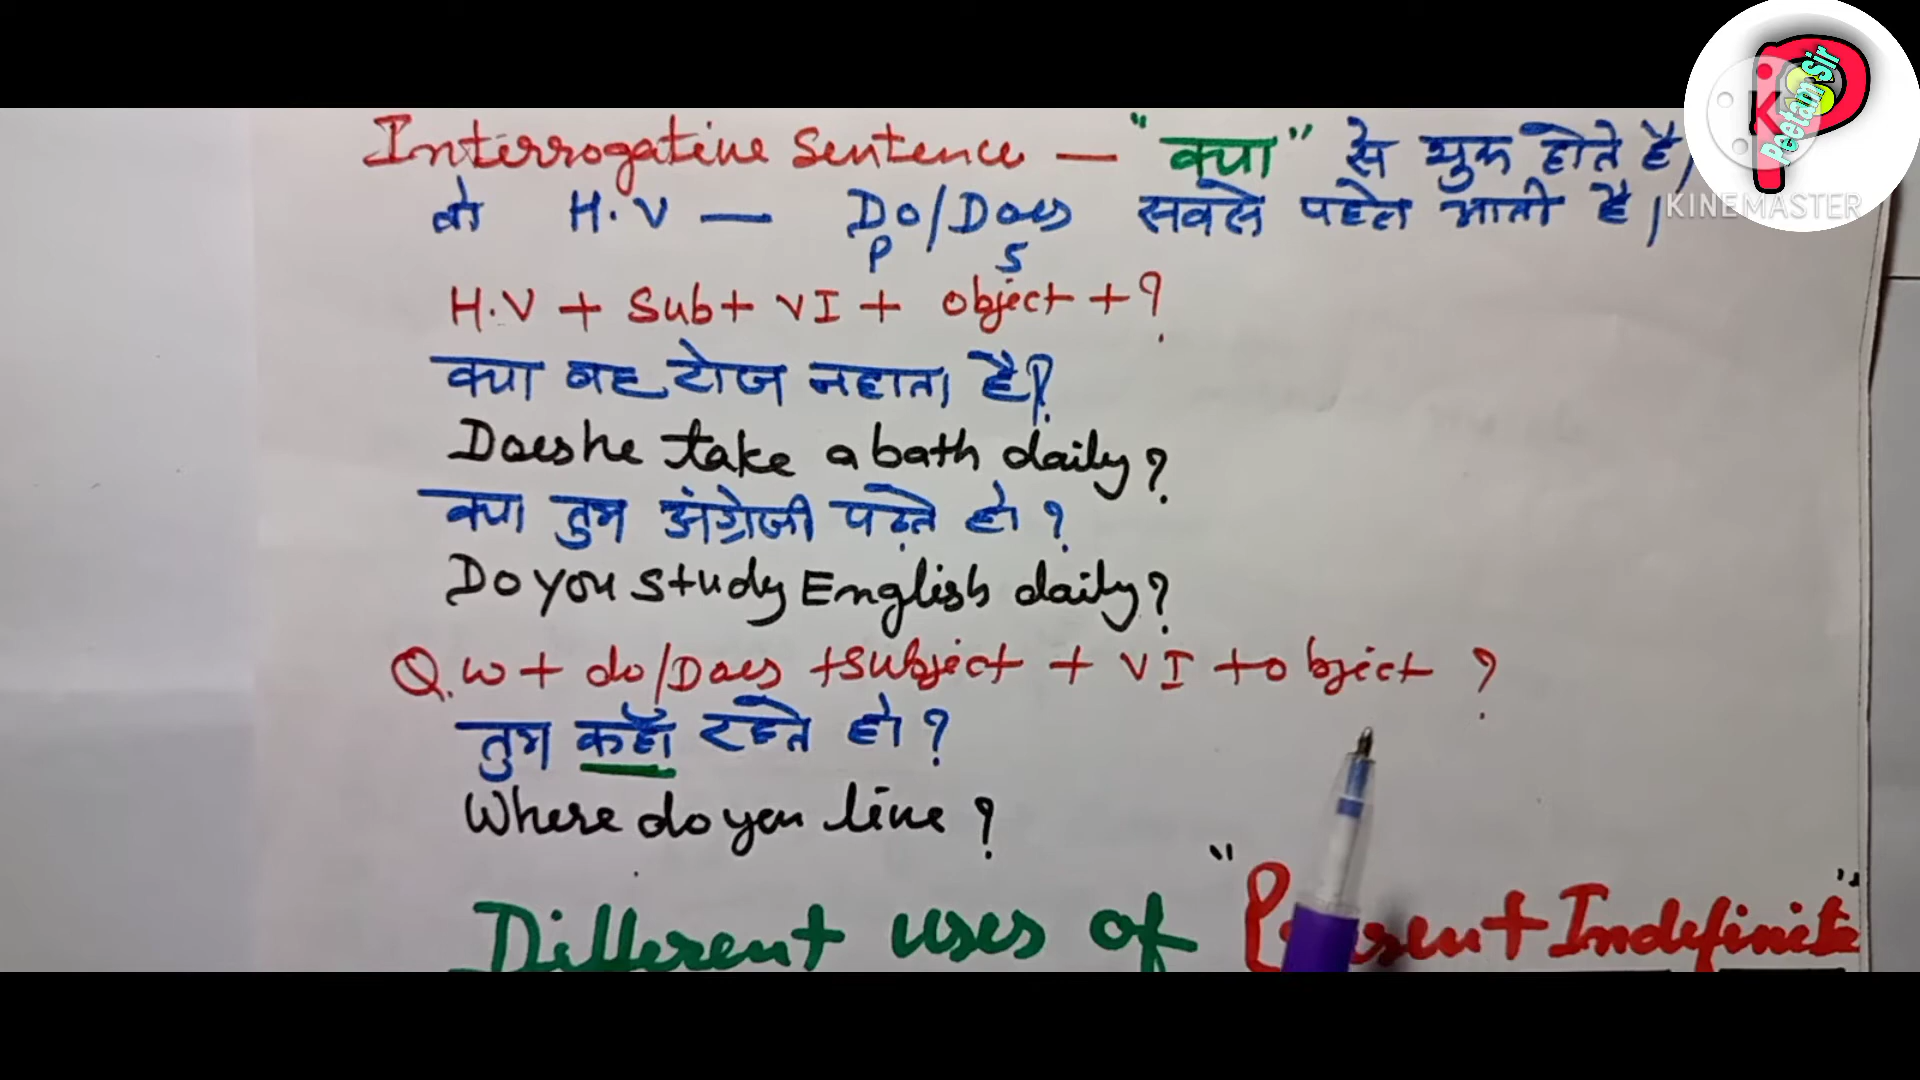 Interrogative Sentence — "क्या" से शुरू होते है।
तो H.V — Do/Does सबसे पहले आती है।
P S
H.V + Sub + VI + object + ?
क्या वह रोज नहाता है?
Does he take a bath daily?
क्या तुम अंग्रेजी पढ़ते हो?
Do you study English daily?
Q.w + do/Does + Subject + VI + object ?
तुम कहाँ रहते हो?
Where do you live ?
Different uses of "Present Indefinite"
Peetam Sir
KINEMASTER